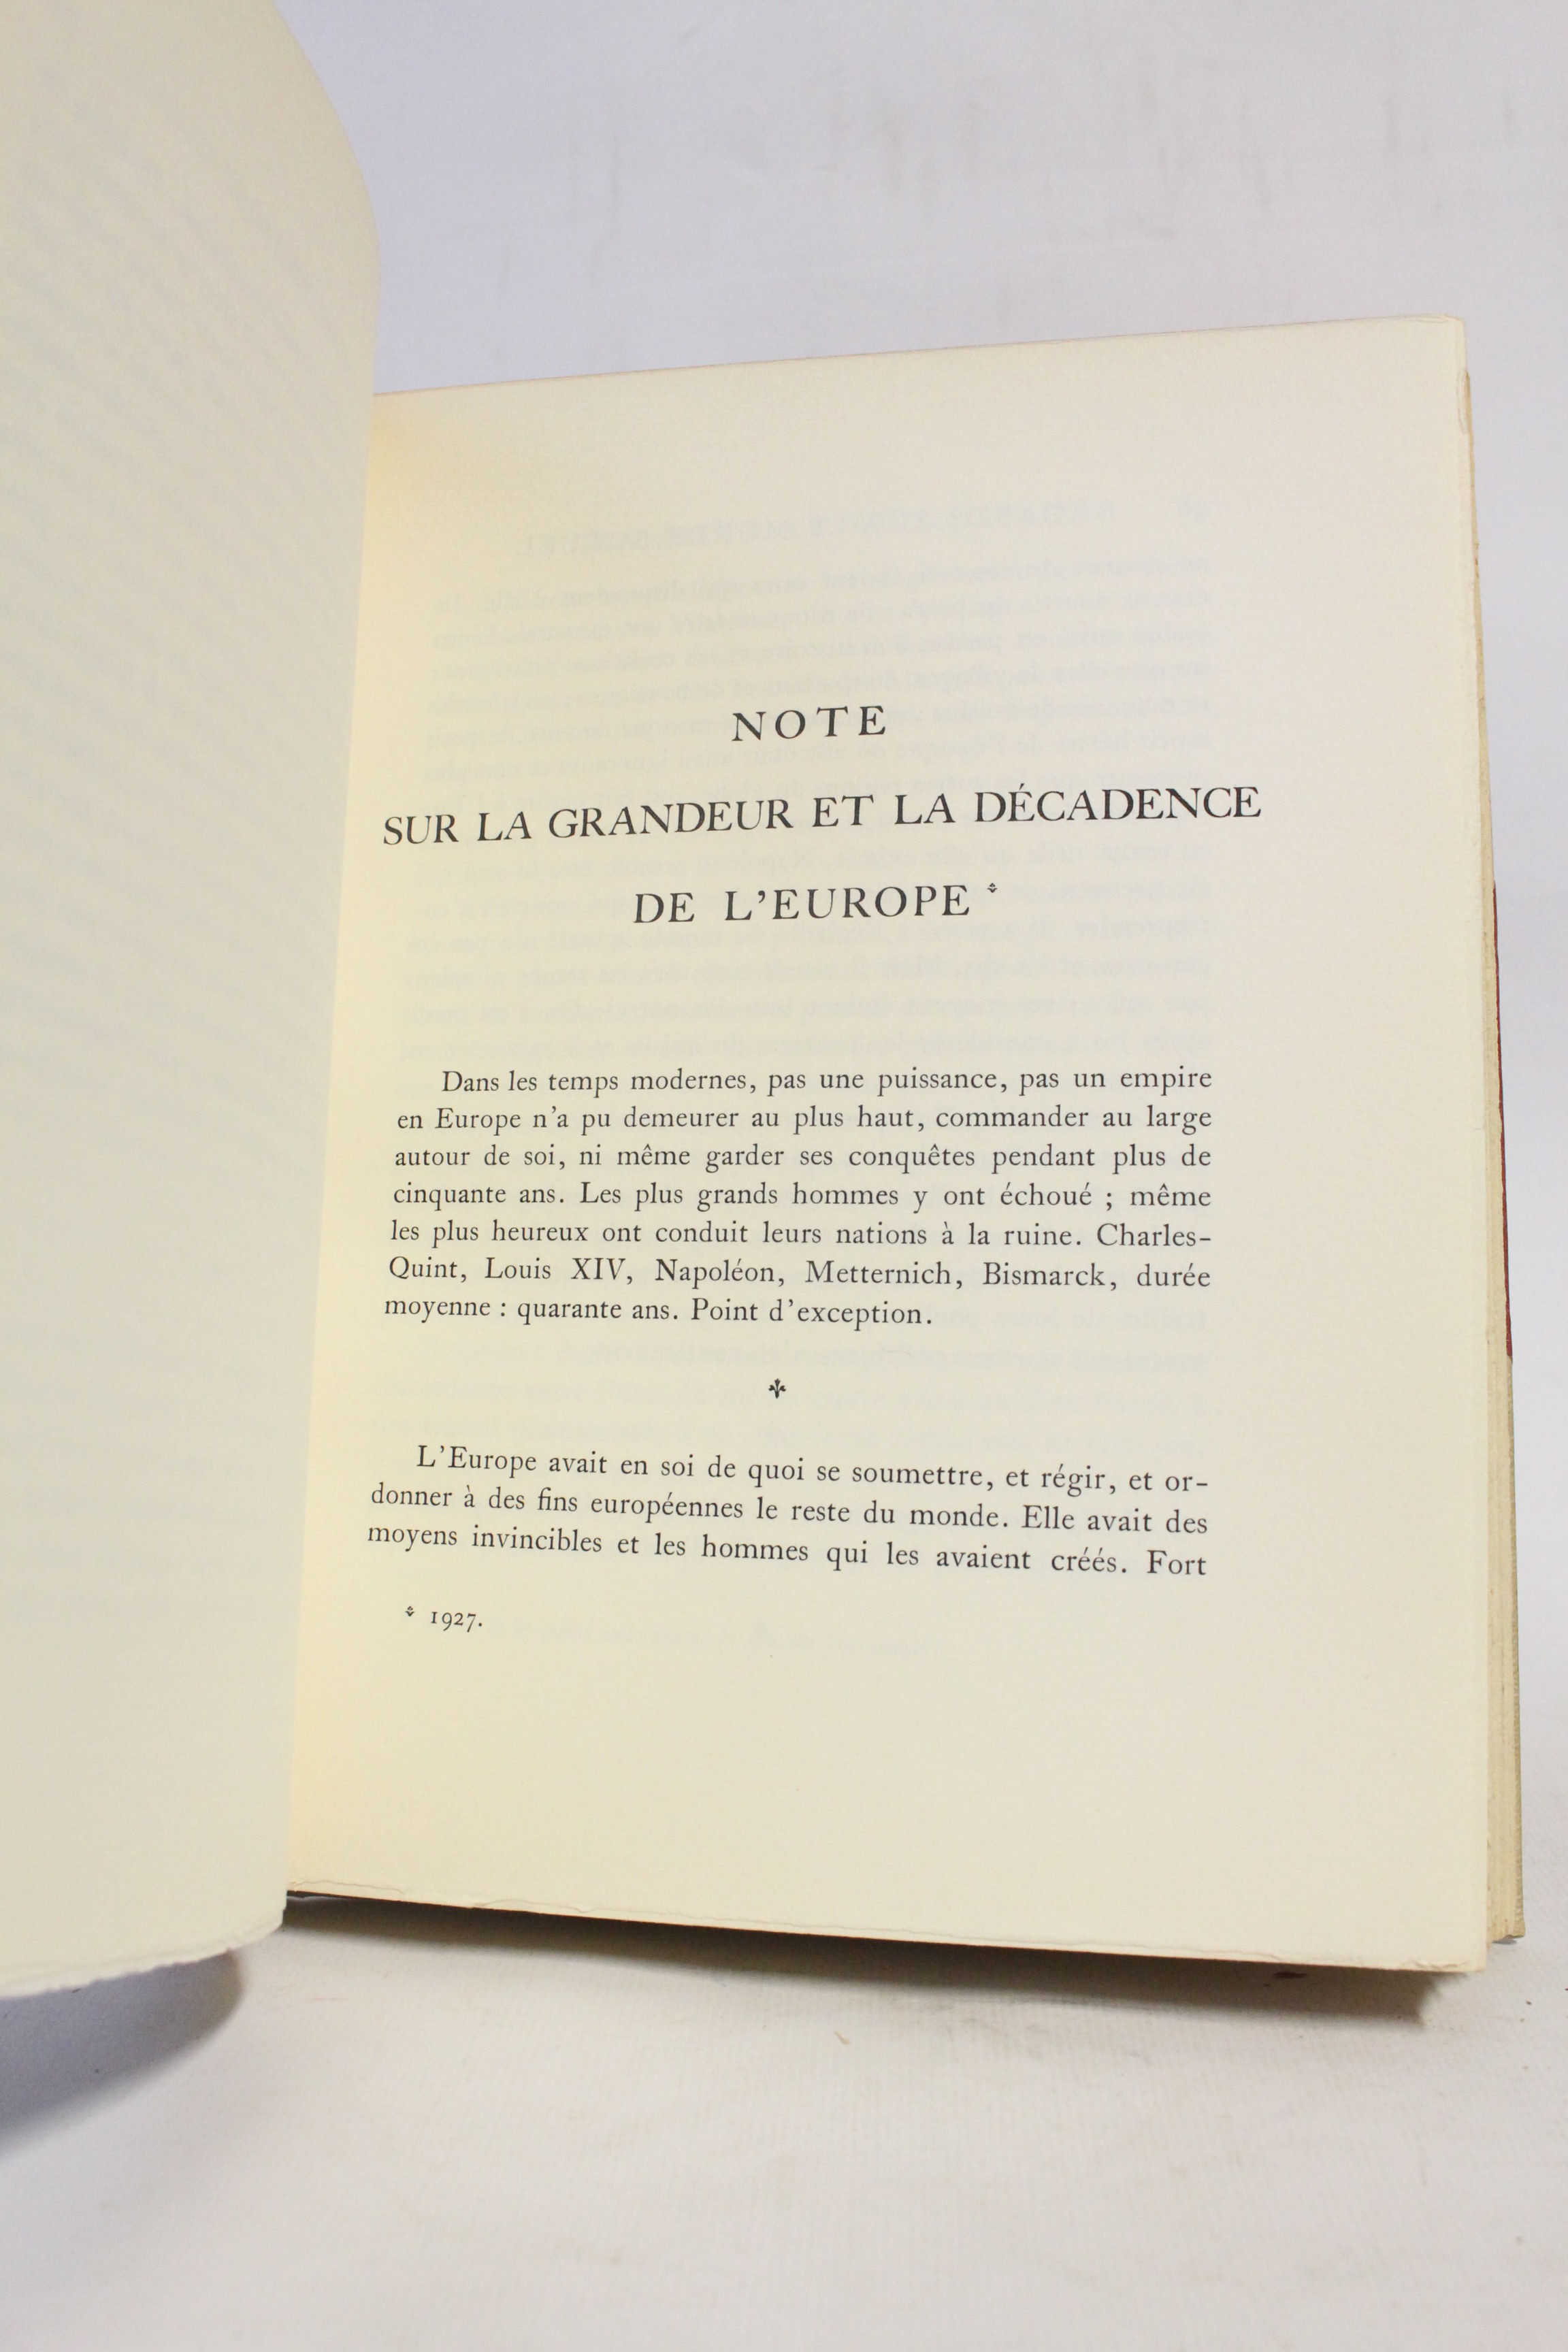 NOTE
SUR LA GRANDEUR ET LA DÉCADENCE
DE L’EUROPE *
Dans les temps modernes, pas une puissance, pas un empire
en Europe n’a pu demeurer au plus haut, commander au large
autour de soi, ni même garder ses conquêtes pendant plus de
cinquante ans. Les plus grands hommes y ont échoué ; même
les plus heureux ont conduit leurs nations à la ruine. Charles-
Quint, Louis XIV, Napoléon, Metternich, Bismarck, durée
moyenne : quarante ans. Point d’exception.
*
L’Europe avait en soi de quoi se soumettre, et régir, et or-
donner à des fins européennes le reste du monde. Elle avait des
moyens invincibles et les hommes qui les avaient créés. Fort
* 1927.